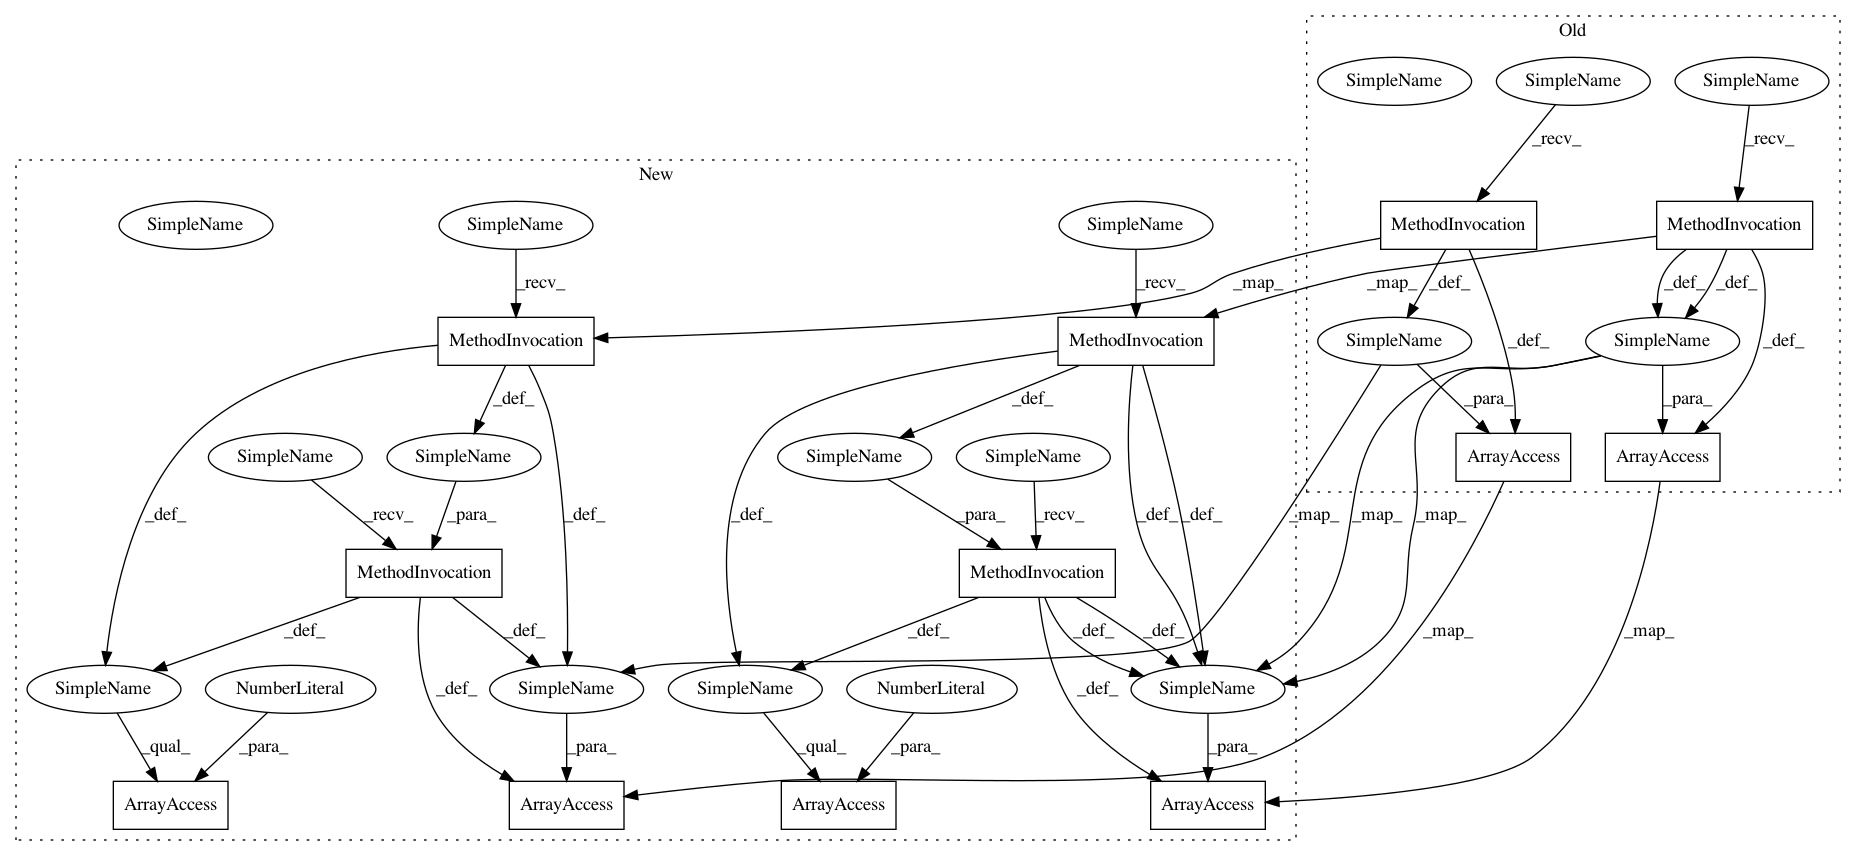 Old
SimpleName
SimpleName
SimpleName
_recv_
_recv_
New
SimpleName
SimpleName
SimpleName
MethodInvocation
MethodInvocation
_recv_
_recv_
_map_
_map_
_def_
_def_
_def_
MethodInvocation
MethodInvocation
SimpleName
SimpleName
_def_
_def_
_def_
_def_
_para_
_para_
SimpleName
SimpleName
SimpleName
SimpleName
ArrayAccess
ArrayAccess
_def_
_recv_
_para_
_def_
_def_
_para_
_recv_
_def_
_def_
_map_
_map_
_map_
MethodInvocation
MethodInvocation
_def_
_def_
_def_
_def_
_def_
_map_
_map_
SimpleName
NumberLiteral
_def_
SimpleName
SimpleName
NumberLiteral
_def_
SimpleName
_qual_
_para_
_para_
_qual_
_para_
_para_
ArrayAccess
ArrayAccess
ArrayAccess
ArrayAccess